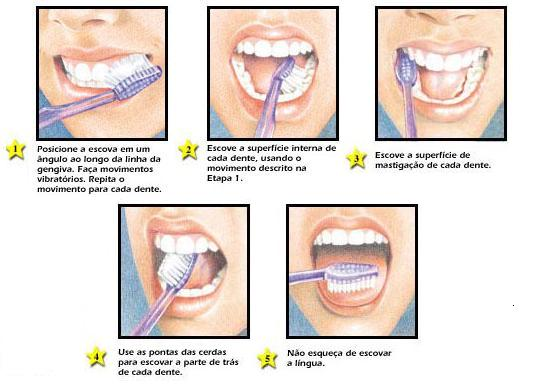 1
Posicione a escova em um
ângulo ao longo da linha da
gengiva. Faça movimentos
vibratórios. Repita o
movimento para cada dente.
2
Escove a superfície interna de
cada dente, usando o
movimento descrito na
Etapa 1.
3
Escove a superfície de
mastigação de cada dente.
4
Use as pontas das cerdas
para escovar a parte de trás
de cada dente.
5
Não esqueça de escovar
a língua.